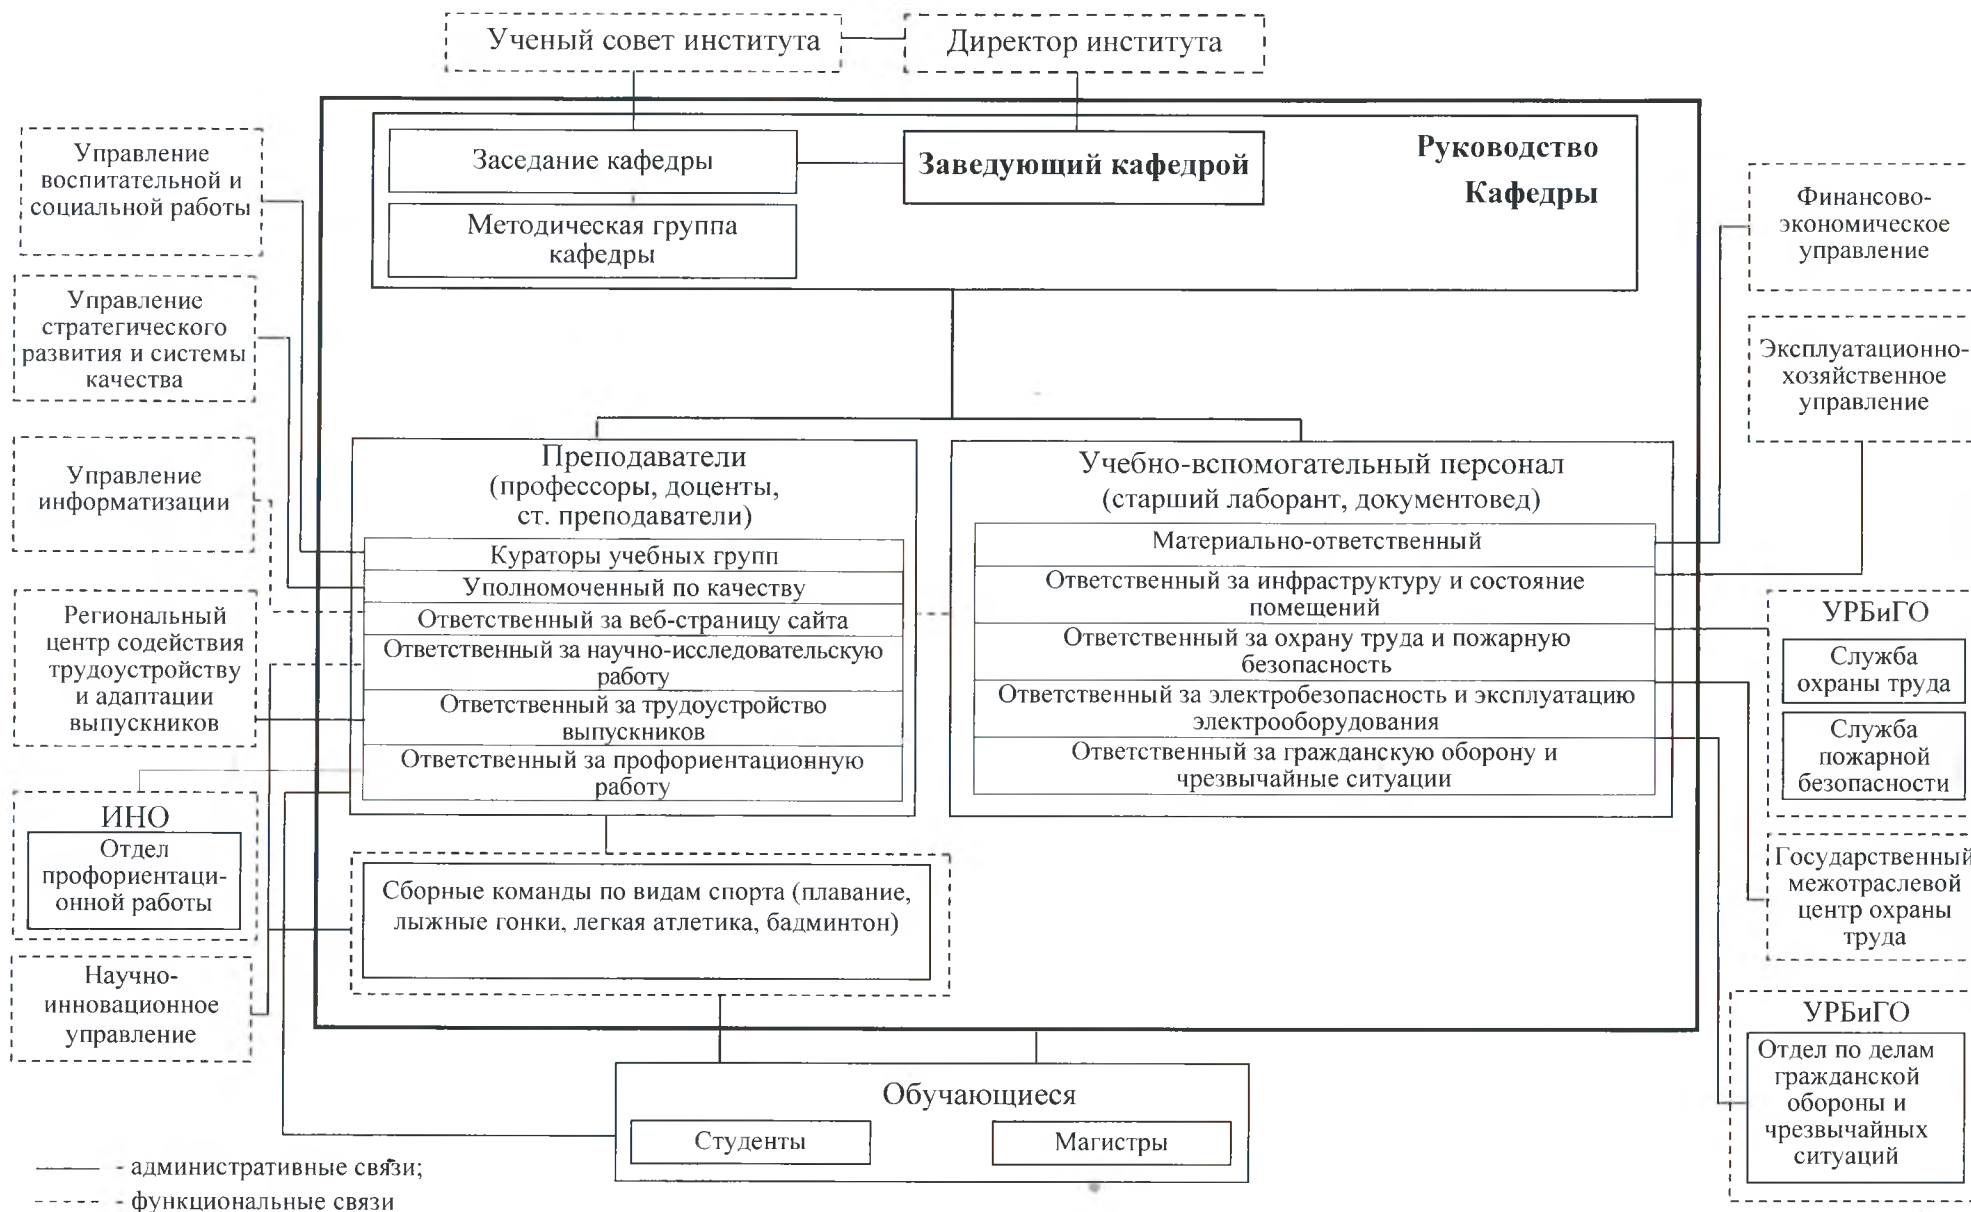 Ученый совет института
Директор института
Заседание кафедры
Заведующий кафедрой
Руководство
Кафедры
Методическая группа
кафедры
Управление
воспитательной и
социальной работы
Управление
стратегического
развития и системы
качества
Управление
информатизации
Региональный
центр содействия
трудоустройству
и адаптации
выпускников
ИНО
Отдел
профориентаци-
онной работы
Научно-
инновационное
управление
Преподаватели
(профессоры, доценты,
ст. преподаватели)
Кураторы учебных групп
Уполномоченный по качеству
Ответственный за веб-страницу сайта
Ответственный за научно-исследовательскую
работу
Ответственный за трудоустройство
выпускников
Ответственный за профориентационную
работу
Сборные команды по видам спорта (плавание,
лыжные гонки, легкая атлетика, бадминтон)
Учебно-вспомогательный персонал
(старший лаборант, документовед)
Материально-ответственный
Ответственный за инфраструктуру и состояние
помещений
Ответственный за охрану труда и пожарную
безопасность
Ответственный за электробезопасность и эксплуатацию
электрооборудования
Ответственный за гражданскую оборону и
чрезвычайные ситуации
Финансово-
экономическое
управление
Эксплуатационно-
хозяйственное
управление
УРБиГО
Служба
охраны труда
Служба
пожарной
безопасности
Государственный
межотраслевой
центр охраны
труда
УРБиГО
Отдел по делам
гражданской
обороны и
чрезвычайных
ситуаций
Обучающиеся
Студенты
Магистры
- административные связи;
- функциональные связи